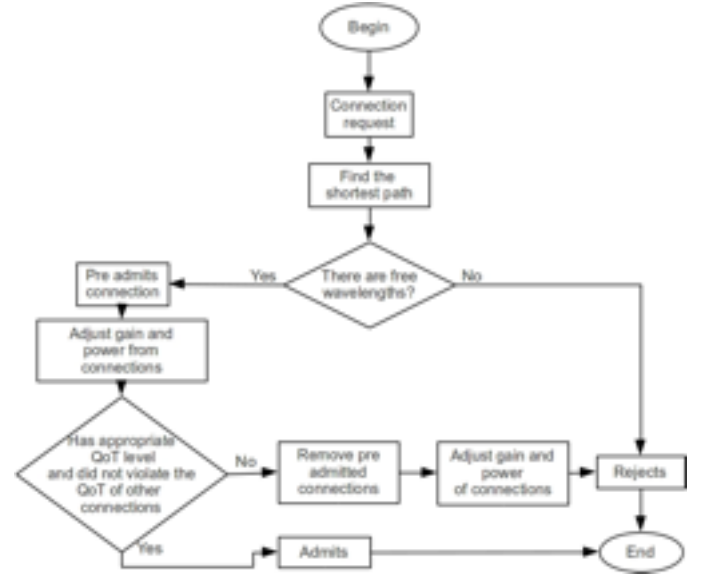 Begin
Connection
request
Find the
shortest path
There are free
wavelengths?
Yes
No
Pre admits
connection
Adjust gain and
power from
connections
Has appropriate
QoT level
and did not violate the
QoT of other
connections
No
Remove pre
admitted
connections
Adjust gain and
power
of connections
Rejects
Yes
Admits
End